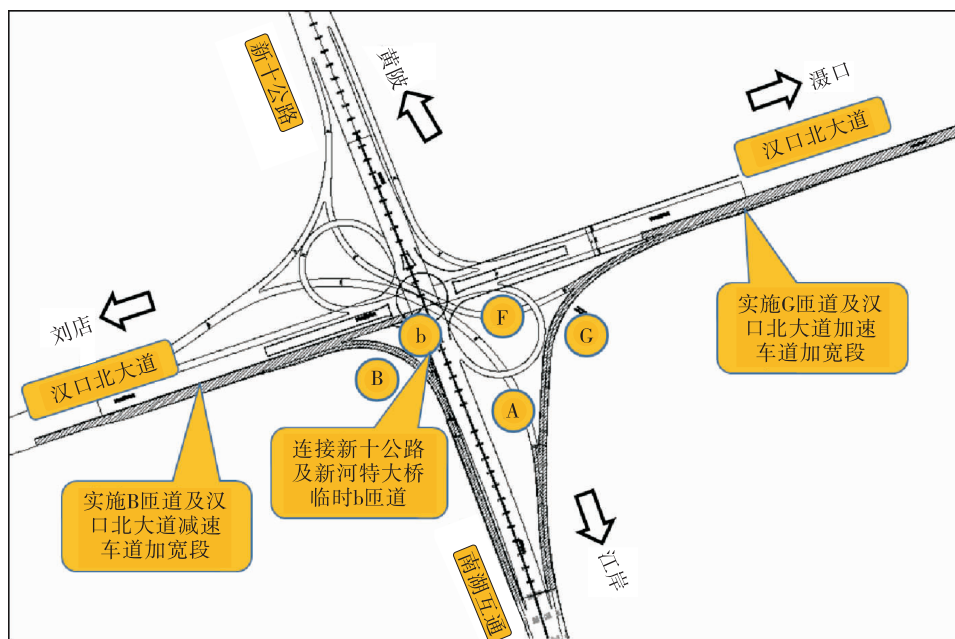 新十公路
黄陂
滠口
汉口北大道
刘店
汉口北大道
F
G
b
B
A
实施G匝道及汉
口北大道加速
车道加宽段
连接新十公路
及新河特大桥
临时b匝道
实施B匝道及汉
口北大道减速
车道加宽段
江岸
南湖互通